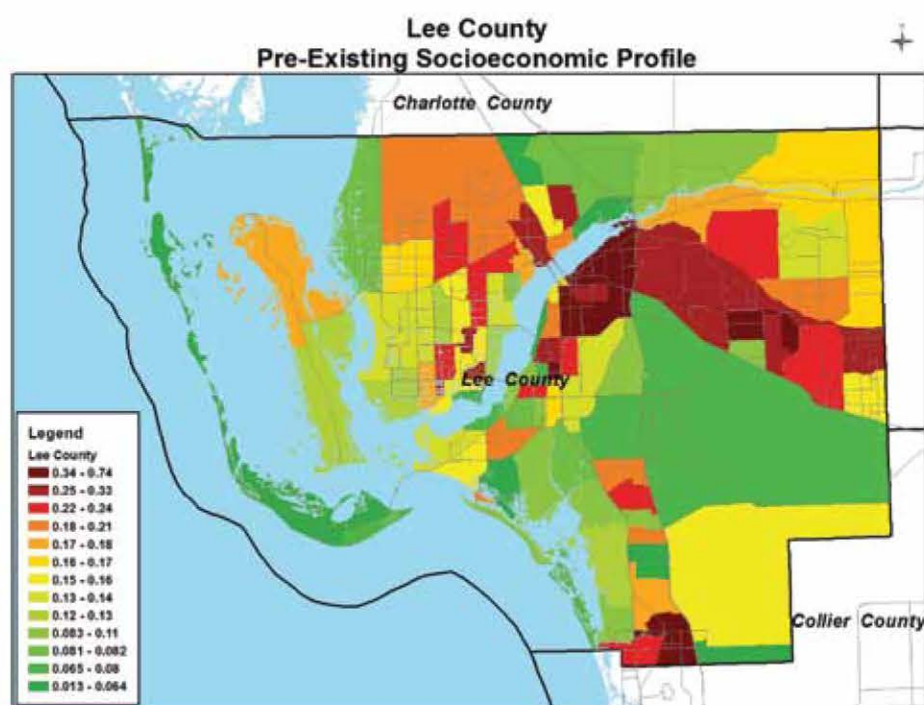 Lee County
Pre-Existing Socioeconomic Profile
Charlotte County
Lee County
Collier County
Legend
Lee County
0.34 - 0.74
0.25 - 0.33
0.22 - 0.24
0.18 - 0.21
0.17 - 0.18
0.16 - 0.17
0.15 - 0.16
0.13 - 0.14
0.12 - 0.13
0.083 - 0.11
0.081 - 0.082
0.065 - 0.08
0.013 - 0.064